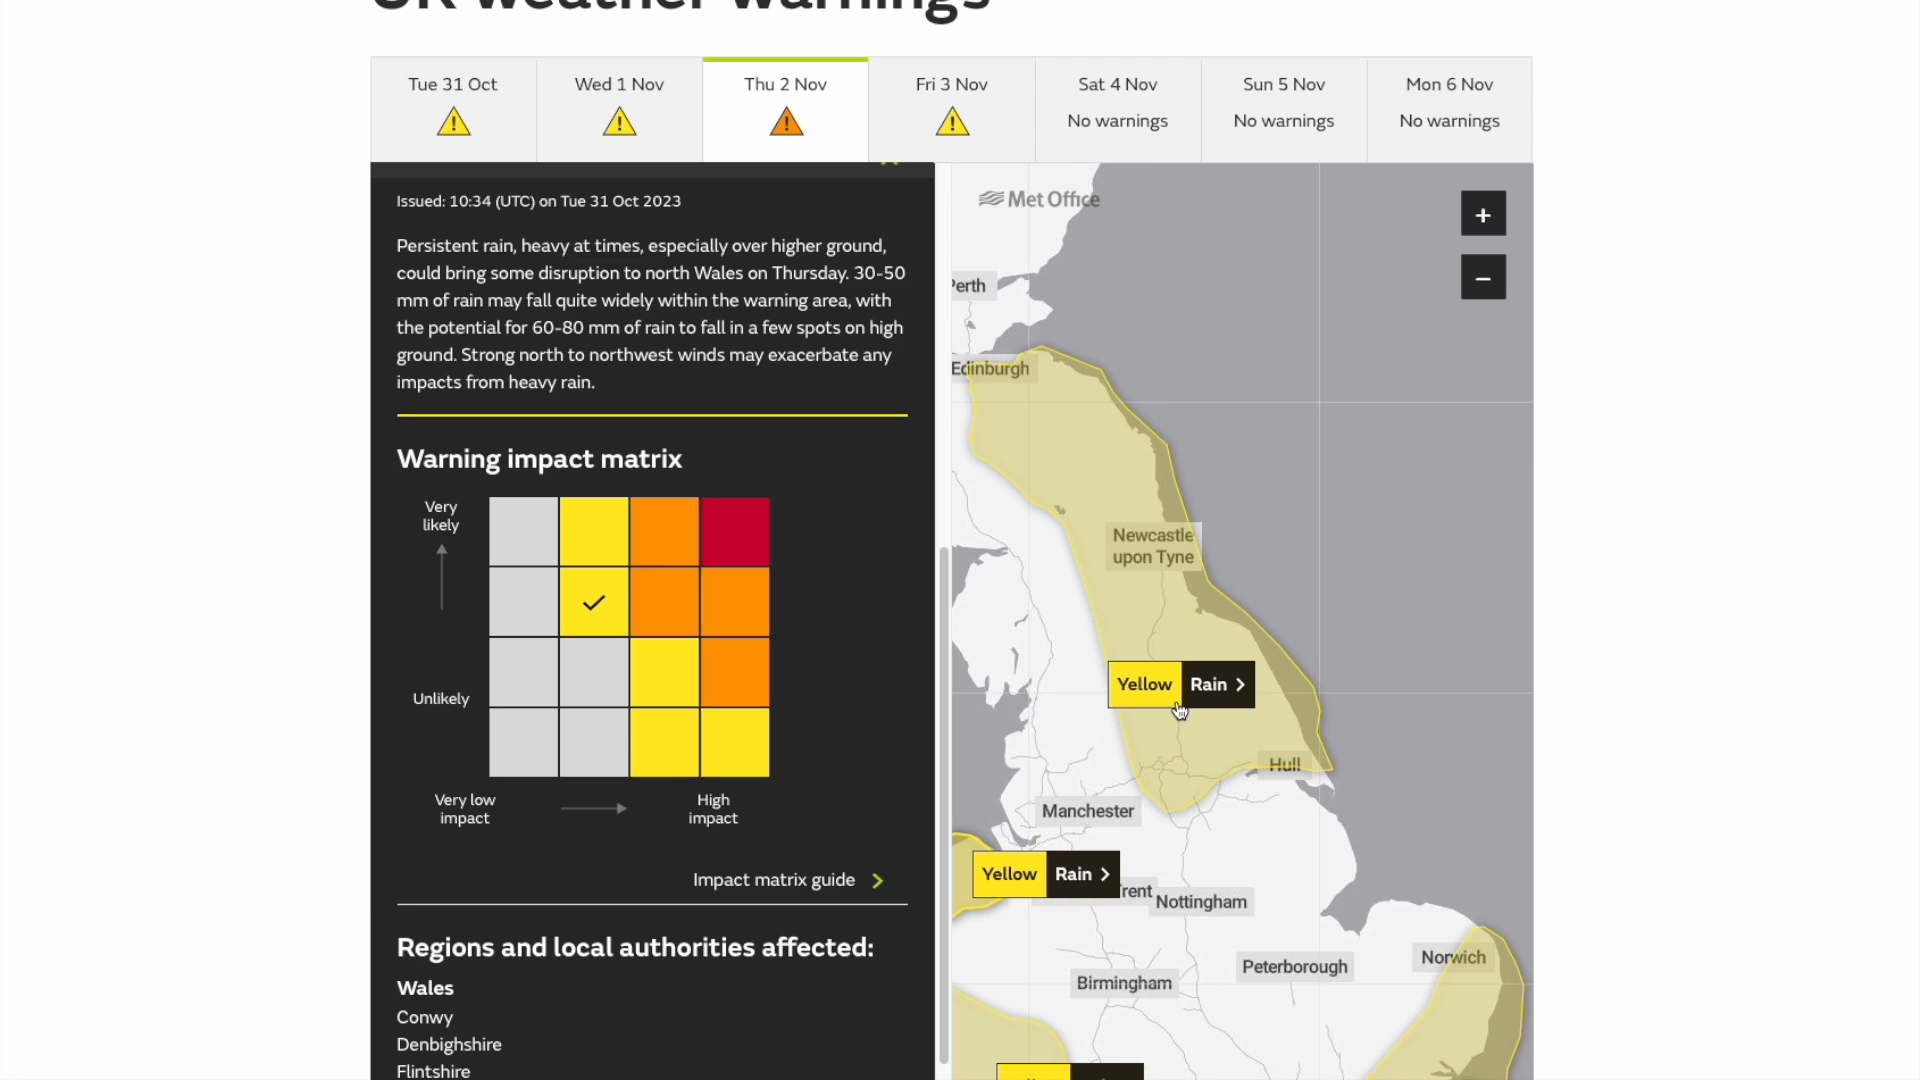 UK weather warnings
Tue 31 Oct
Wed 1 Nov
Thu 2 Nov
Fri 3 Nov
Sat 4 Nov
No warnings
Sun 5 Nov
No warnings
Mon 6 Nov
No warnings
Issued: 10:34 (UTC) on Tue 31 Oct 2023
Persistent rain, heavy at times, especially over higher ground,
could bring some disruption to north Wales on Thursday. 30-50
mm of rain may fall quite widely within the warning area, with
the potential for 60-80 mm of rain to fall in a few spots on high
ground. Strong north to northwest winds may exacerbate any
impacts from heavy rain.
Warning impact matrix
Very
likely
Unlikely
Very low
impact
High
impact
Impact matrix guide
Regions and local authorities affected:
Wales
Conwy
Denbighshire
Flintshire
Met Office
+
−
Perth
Edinburgh
Newcastle
upon Tyne
Yellow Rain
Hull
Manchester
Yellow Rain
Trent
Nottingham
Norwich
Peterborough
Birmingham